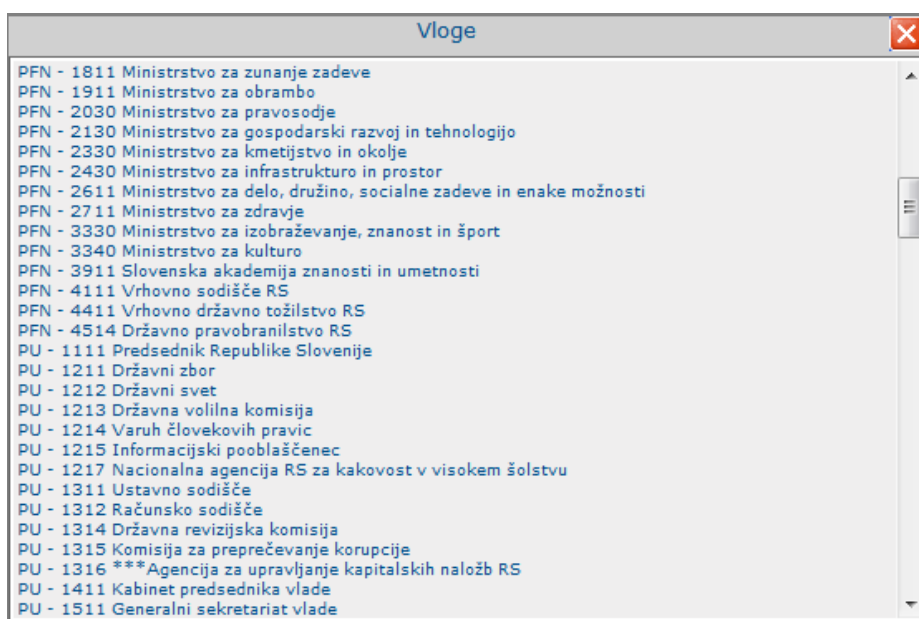 Vloge
PFN - 1811 Ministrstvo za zunanje zadeve
PFN - 1911 Ministrstvo za obrambo
PFN - 2030 Ministrstvo za pravosodje
PFN - 2130 Ministrstvo za gospodarski razvoj in tehnologijo
PFN - 2330 Ministrstvo za kmetijstvo in okolje
PFN - 2430 Ministrstvo za infrastrukturo in prostor
PFN - 2611 Ministrstvo za delo, družino, socialne zadeve in enake možnosti
PFN - 2711 Ministrstvo za zdravje
PFN - 3330 Ministrstvo za izobraževanje, znanost in šport
PFN - 3340 Ministrstvo za kulturo
PFN - 3911 Slovenska akademija znanosti in umetnosti
PFN - 4111 Vrhovno sodišče RS
PFN - 4411 Vrhovno državno tožilstvo RS
PFN - 4514 Državno pravobranilstvo RS
PU - 1111 Predsednik Republike Slovenije
PU - 1211 Državni zbor
PU - 1212 Državni svet
PU - 1213 Državna volilna komisija
PU - 1214 Varuh človekovih pravic
PU - 1215 Informacijski pooblaščenec
PU - 1217 Nacionalna agencija RS za kakovost v visokem šolstvu
PU - 1311 Ustavno sodišče
PU - 1312 Računsko sodišče
PU - 1314 Državna revizijska komisija
PU - 1315 Komisija za preprečevanje korupcije
PU - 1316 ***Agencija za upravljanje kapitalskih naložb RS
PU - 1411 Kabinet predsednika vlade
PU - 1511 Generalni sekretariat vlade